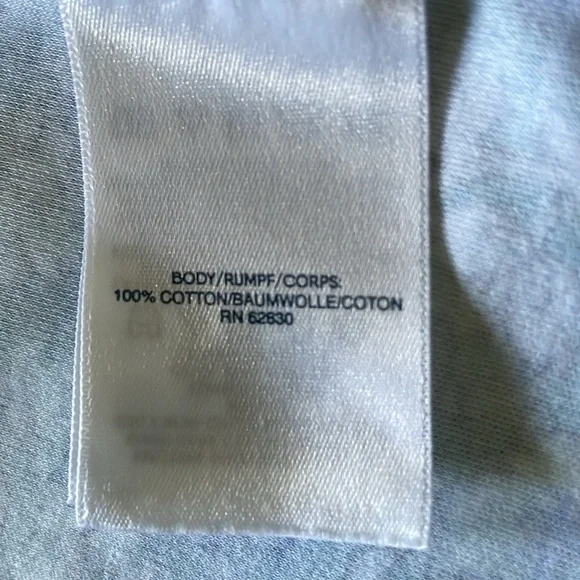 BODY/RUMPF/CORPS:
100% COTTON/BAUMWOLLE/COTON
RN 62830